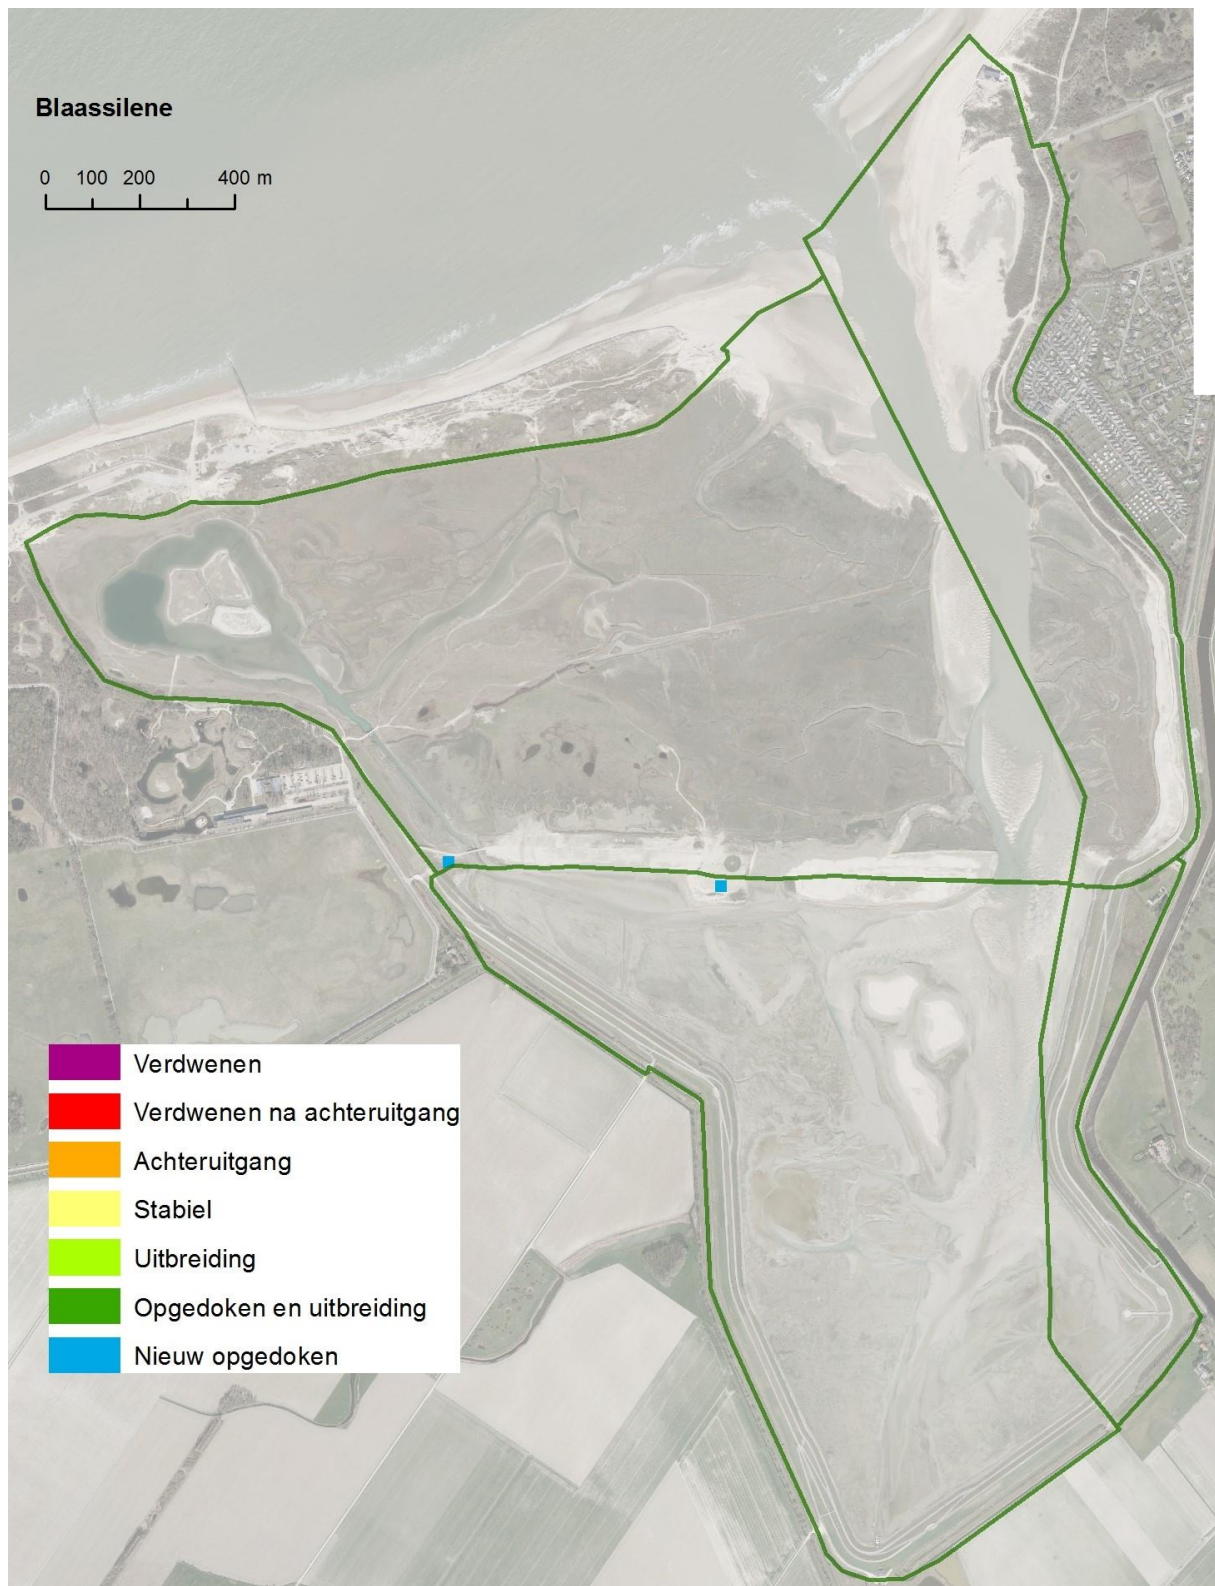 Blaassilene
0 100 200 400 m
Verdwenen
Verdwenen na achteruitgang
Achteruitgang
Stabiel
Uitbreiding
Opgedoken en uitbreiding
Nieuw opgedoken